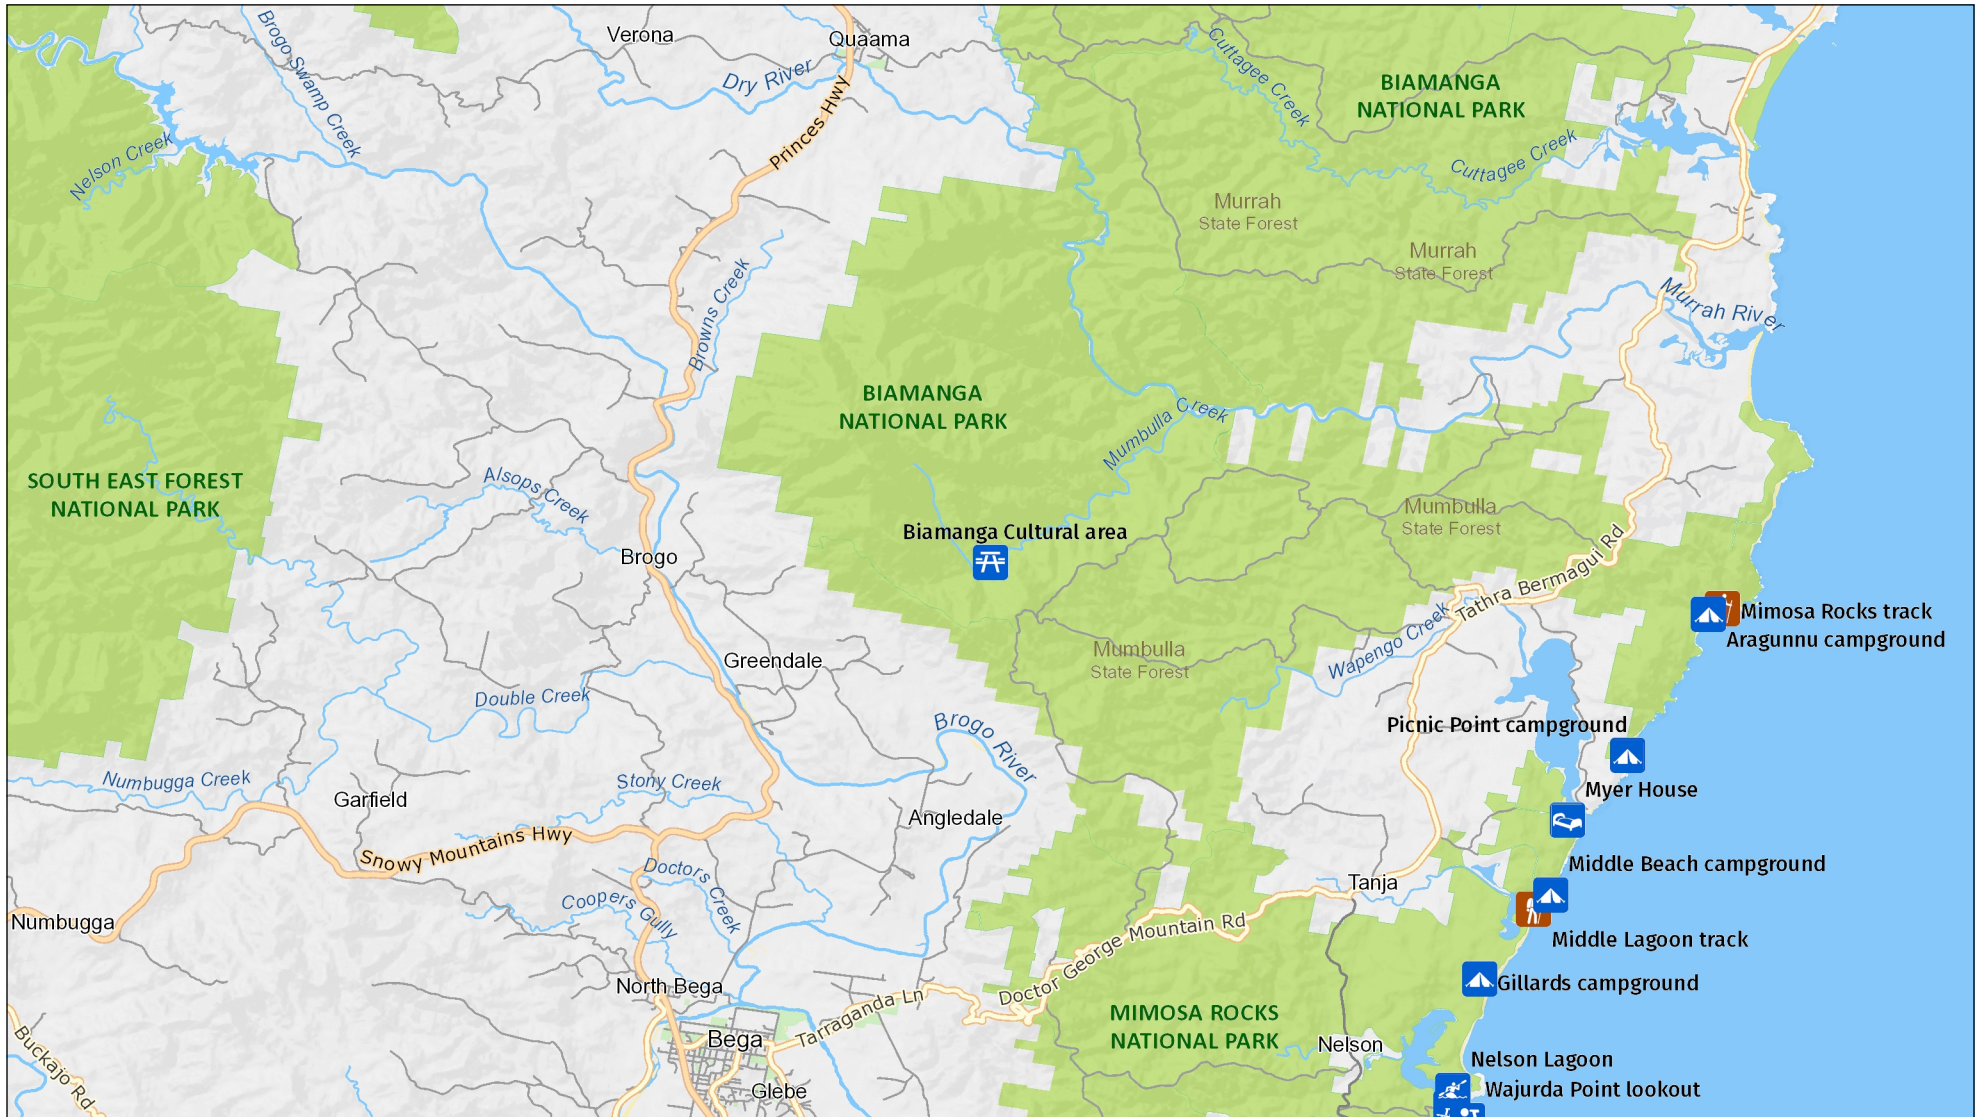 Verona
Quaama
Brogo Swamp Creek
Dry River
Princes Hwy
Cuttagee Creek
BIAMANGA
NATIONAL PARK
Nelson Creek
Cuttagee Creek
Murrah
State Forest
Murrah
State Forest
Browns Creek
Murrah River
BIAMANGA
NATIONAL PARK
Mumbulla Creek
SOUTH EAST FOREST
NATIONAL PARK
Alsops Creek
Mumbulla
State Forest
Biamanga Cultural area
Brogo
Tathra Bermagui Rd
Mimosa Rocks track
Aragunnu campground
Wapengo Creek
Mumbulla
State Forest
Greendale
Double Creek
Brogo River
Picnic Point campground
Numbugga Creek
Stony Creek
Garfield
Myer House
Angledale
Snowy Mountains Hwy
Middle Beach campground
Doctors Creek
Tanja
Coopers Gully
Numbugga
Doctor George Mountain Rd
Middle Lagoon track
North Bega
Gillards campground
Tarraganda Ln
MIMOSA ROCKS
NATIONAL PARK
Bega
Nelson
Buckajo Rd
Nelson Lagoon
Glebe
Wajurda Point lookout